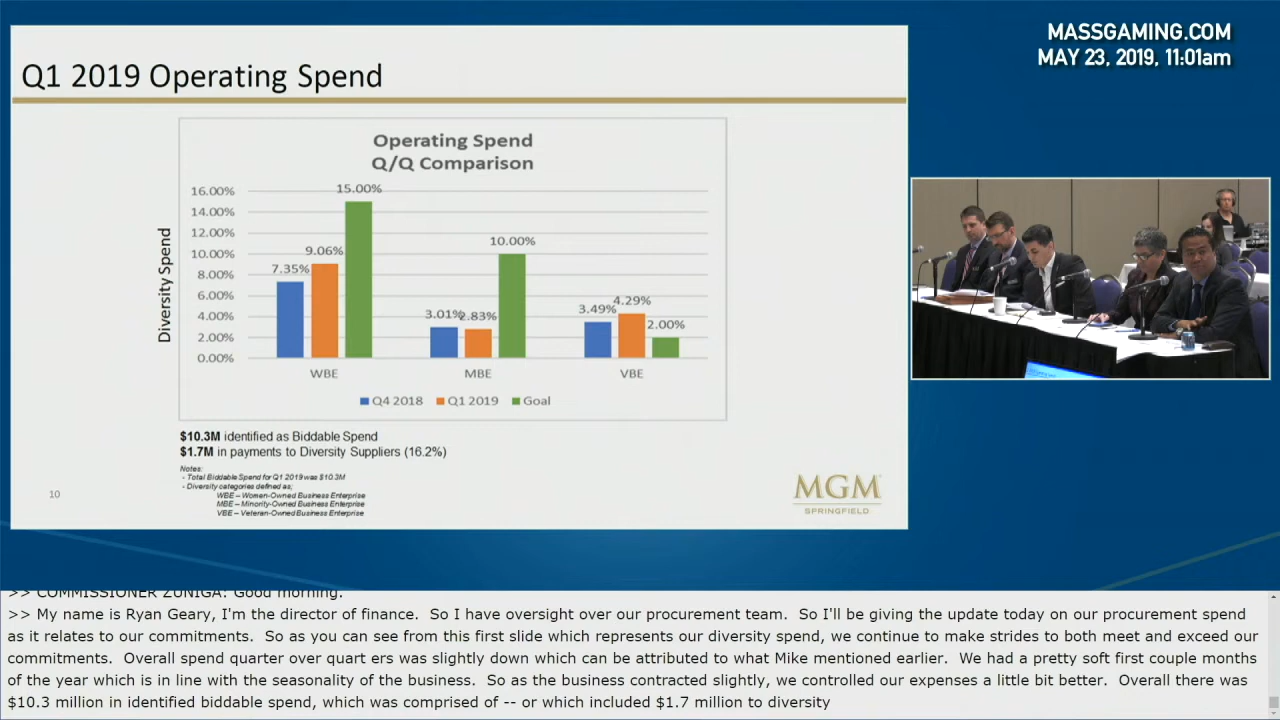 MASSGAMING.COM
MAY 23, 2019, 11:01am
Q1 2019 Operating Spend
Operating Spend
Q/Q Comparison
Diversity Spend
16.00%
14.00%
12.00%
10.00%
8.00%
6.00%
4.00%
2.00%
0.00%
7.35%
9.06%
15.00%
3.01%
2.83%
10.00%
3.49%
4.29%
2.00%
WBE
MBE
VBE
Q4 2018
Q1 2019
Goal
$10.3M identified as Biddable Spend
$1.7M in payments to Diversity Suppliers (16.2%)
Notes:
- Total Biddable Spend for Q1 2019 was $10.3M
- Diversity categories defined as;
WBE – Women-Owned Business Enterprise
MBE – Minority-Owned Business Enterprise
VBE – Veteran-Owned Business Enterprise
10
MGM
SPRINGFIELD
>> COMMISSIONER ZUNIGA: Good morning.
>> My name is Ryan Geary, I'm the director of finance.  So I have oversight over our procurement team.  So I'll be giving the update today on our procurement spend
as it relates to our commitments.  So as you can see from this first slide which represents our diversity spend, we continue to make strides to both meet and exceed our
commitments.  Overall spend quarter over quart ers was slightly down which can be attributed to what Mike mentioned earlier.  We had a pretty soft first couple months
of the year which is in line with the seasonality of the business.  So as the business contracted slightly, we controlled our expenses a little bit better.  Overall there was
$10.3 million in identified biddable spend, which was comprised of -- or which included $1.7 million to diversity